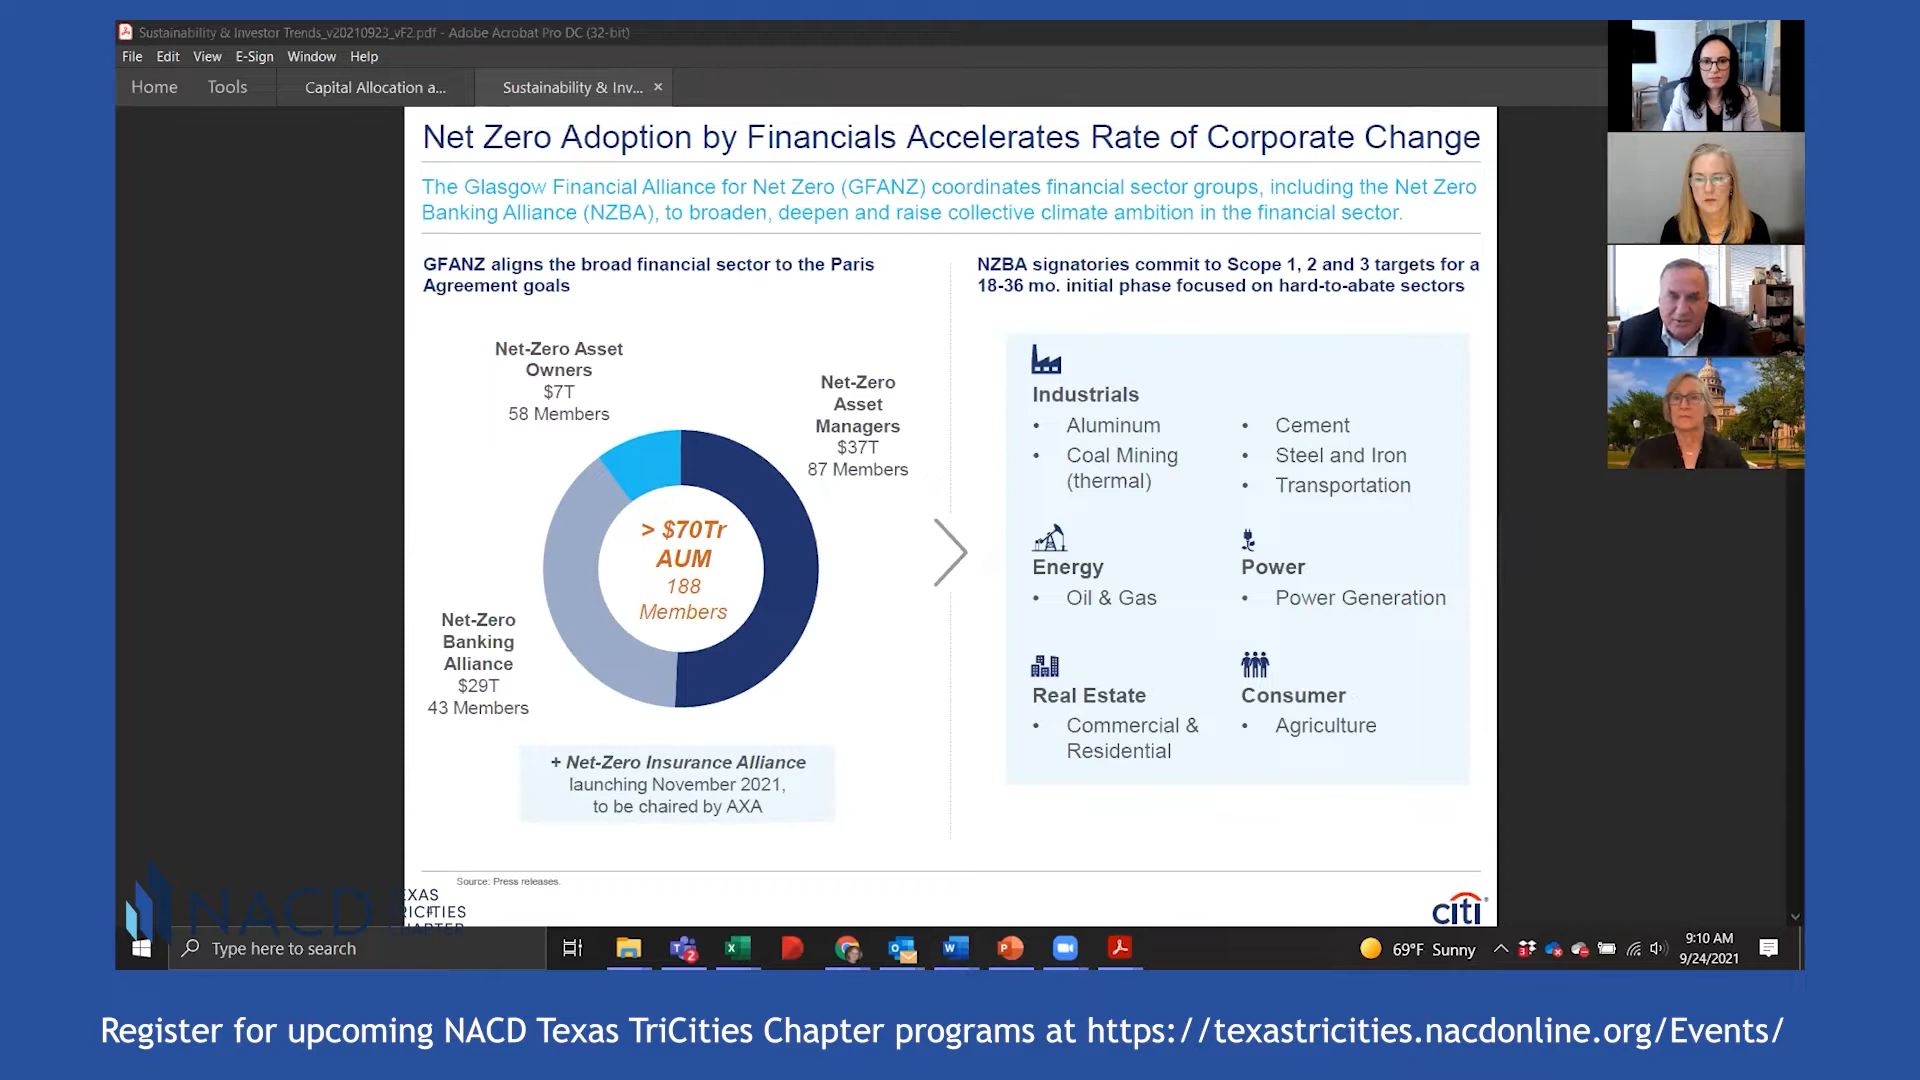 Sustainability & Investor Trends_v20210923_vF2.pdf - Adobe Acrobat Pro DC (32-bit)
File Edit View E-Sign Window Help
Home Tools Capital Allocation a... Sustainability & Inv... ×
Net Zero Adoption by Financials Accelerates Rate of Corporate Change
The Glasgow Financial Alliance for Net Zero (GFANZ) coordinates financial sector groups, including the Net Zero
Banking Alliance (NZBA), to broaden, deepen and raise collective climate ambition in the financial sector.
GFANZ aligns the broad financial sector to the Paris
Agreement goals
Net-Zero Asset
Owners
$7T
58 Members
Net-Zero
Asset
Managers
$37T
87 Members
> $70Tr
AUM
188
Members
Net-Zero
Banking
Alliance
$29T
43 Members
+ Net-Zero Insurance Alliance
launching November 2021,
to be chaired by AXA
NZBA signatories commit to Scope 1, 2 and 3 targets for a
18-36 mo. initial phase focused on hard-to-abate sectors
Industrials
• Aluminum
• Coal Mining
(thermal)
• Cement
• Steel and Iron
• Transportation
Energy
• Oil & Gas
Power
• Power Generation
Real Estate
• Commercial &
Residential
Consumer
• Agriculture
Source: Press releases.
citi
NACD
EXAS
RICITIES
CHAPTER
Type here to search
69°F Sunny
9:10 AM
9/24/2021
Register for upcoming NACD Texas TriCities Chapter programs at https://texastricities.nacdonline.org/Events/